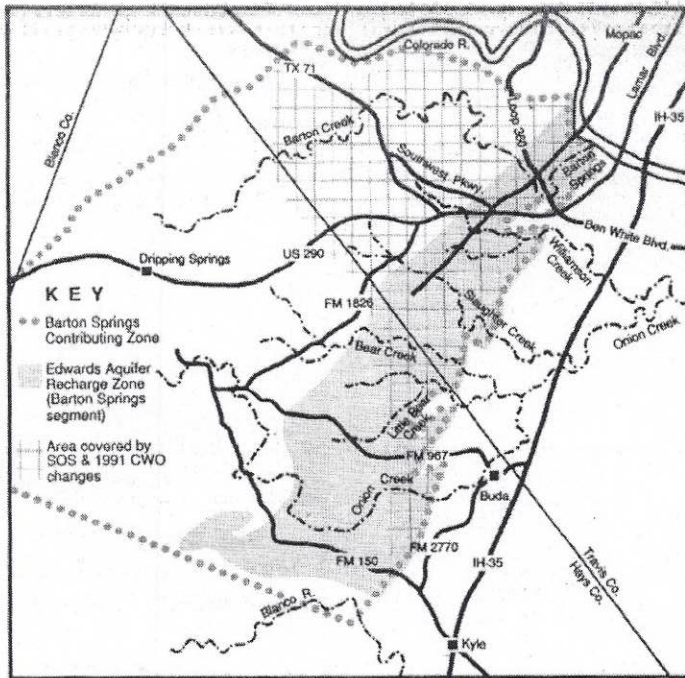 Colorado R.
Mopac
Lamar Blvd.
TX 71
Loop 360
IH-35
Barton Creek
Blanco Co.
Southwest Pkwy.
Barton
Springs
Ben White Blvd.
Dripping Springs
US 290
Williamson
Creek
KEY
Barton Springs
Contributing Zone
FM 1826
Slaughter Creek
Onion Creek
Bear Creek
Edwards Aquifer
Recharge Zone
(Barton Springs
segment)
Little Bear
Creek
Area covered by
SOS & 1991 CWO
changes
FM 967
Onion Creek
Buda
FM 150
FM 2770
IH-35
Travis Co.
Hays Co.
Blanco R.
Kyle